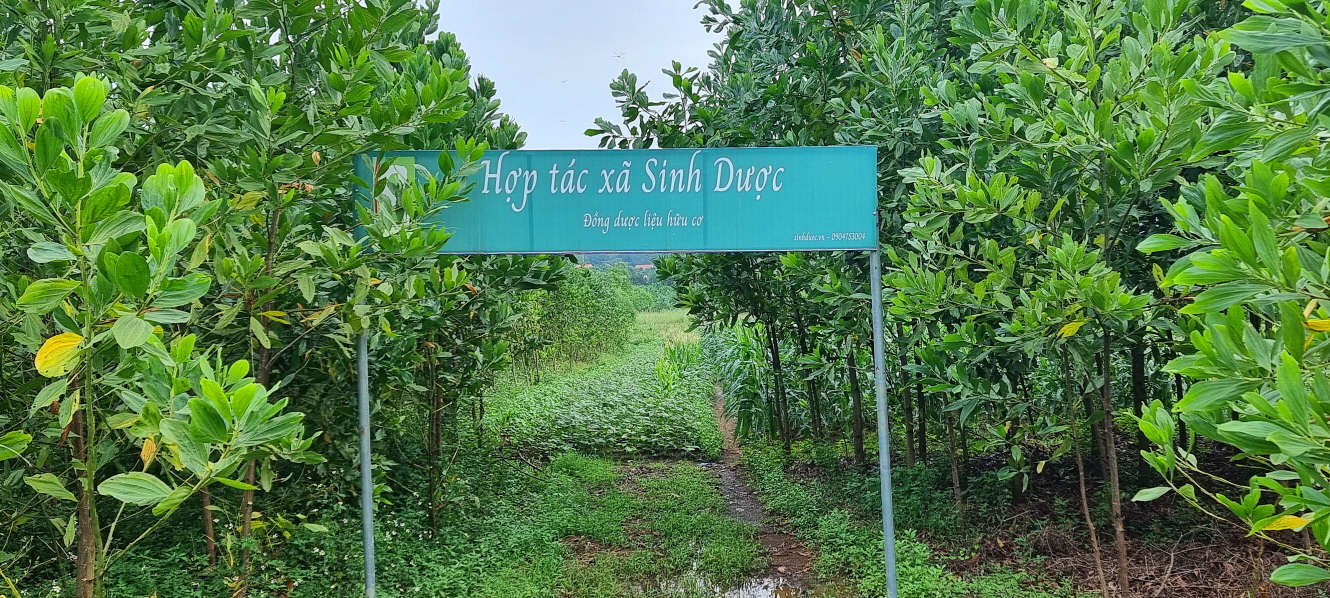 Hợp tác xã Sinh Dược
Đồng dược liệu hữu cơ
sinhduoc.vn - 0904753004